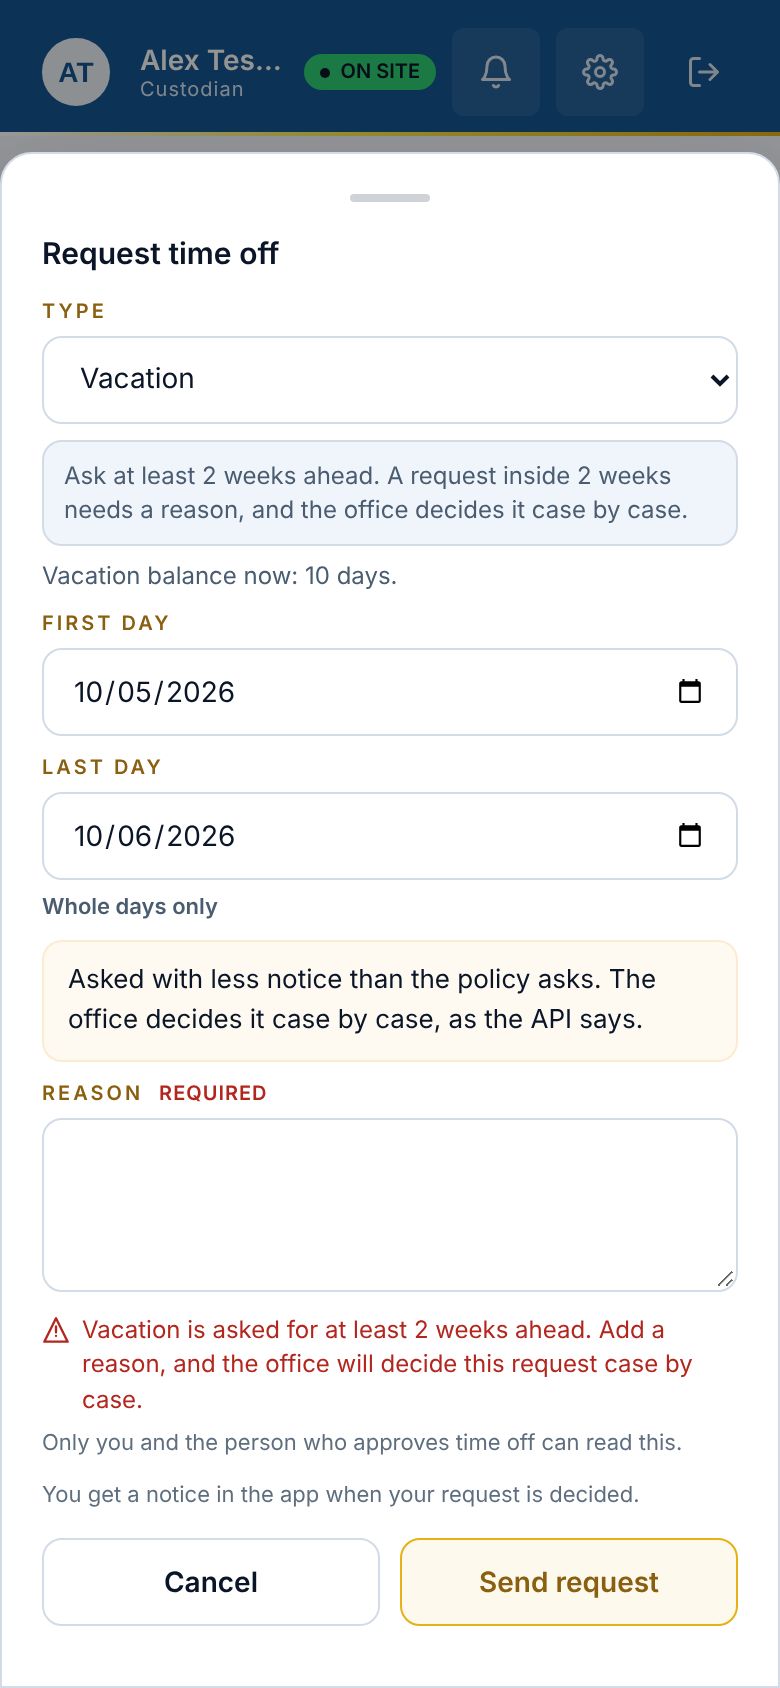 AT
Alex Tes...
Custodian
ON SITE
Request time off
TYPE
Vacation
Ask at least 2 weeks ahead. A request inside 2 weeks
needs a reason, and the office decides it case by case.
Vacation balance now: 10 days.
FIRST DAY
10/05/2026
LAST DAY
10/06/2026
Whole days only
Asked with less notice than the policy asks. The
office decides it case by case, as the API says.
REASON REQUIRED
Vacation is asked for at least 2 weeks ahead. Add a
reason, and the office will decide this request case by
case.
Only you and the person who approves time off can read this.
You get a notice in the app when your request is decided.
Cancel
Send request